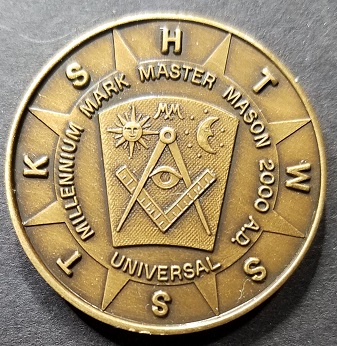 H T W S S T K S
MILLENNIUM MARK MASTER MASON 2000 A.D.
MM
UNIVERSAL